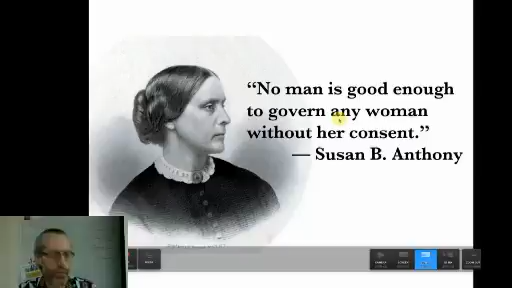 “No man is good enough
to govern any woman
without her consent.”
— Susan B. Anthony